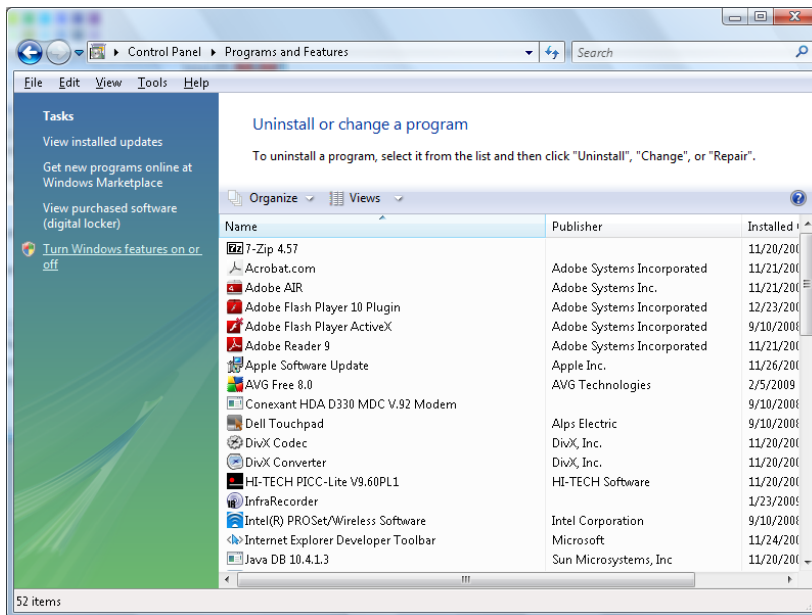 Control Panel Programs and Features
Search
File Edit View Tools Help
Tasks
View installed updates
Get new programs online at
Windows Marketplace
View purchased software
(digital locker)
Turn Windows features on or
off
Uninstall or change a program
To uninstall a program, select it from the list and then click "Uninstall", "Change", or "Repair".
Organize Views
Name Publisher Installed
7-Zip 4.57 11/20/200
Acrobat.com Adobe Systems Incorporated 11/21/200
Adobe AIR Adobe Systems Inc. 11/21/200
Adobe Flash Player 10 Plugin Adobe Systems Incorporated 12/23/200
Adobe Flash Player ActiveX Adobe Systems Incorporated 9/10/2008
Adobe Reader 9 Adobe Systems Incorporated 11/21/200
Apple Software Update Apple Inc. 11/26/200
AVG Free 8.0 AVG Technologies 2/5/2009
Conexant HDA D330 MDC V.92 Modem 9/10/2008
Dell Touchpad Alps Electric 9/10/2008
DivX Codec DivX, Inc. 11/20/200
DivX Converter DivX, Inc. 11/20/200
HI-TECH PICC-Lite V9.60PL1 HI-TECH Software 11/20/200
InfraRecorder 1/23/2009
Intel(R) PROSet/Wireless Software Intel Corporation 9/10/2008
Internet Explorer Developer Toolbar Microsoft 11/24/200
Java DB 10.4.1.3 Sun Microsystems, Inc 11/20/200
52 items